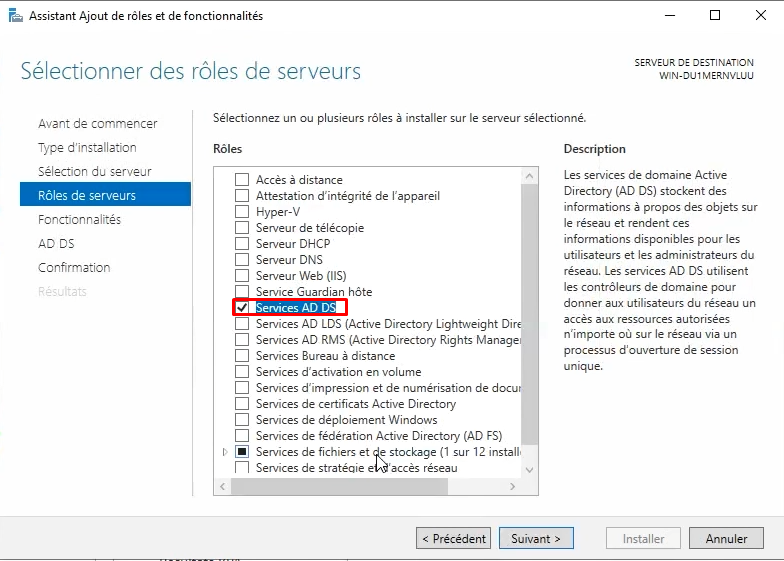 Assistant Ajout de rôles et de fonctionnalités
Sélectionner des rôles de serveurs
SERVEUR DE DESTINATION
WIN-DU1MERNVLUU
Avant de commencer
Type d'installation
Sélection du serveur
Rôles de serveurs
Fonctionnalités
AD DS
Confirmation
Résultats
Sélectionnez un ou plusieurs rôles à installer sur le serveur sélectionné.
Rôles
Accès à distance
Attestation d'intégrité de l'appareil
Hyper-V
Serveur de télécopie
Serveur DHCP
Serveur DNS
Serveur Web (IIS)
Service Guardian hôte
Services AD DS
Services AD LDS (Active Directory Lightweight Dire
Services AD RMS (Active Directory Rights Manager
Services Bureau à distance
Services d'activation en volume
Services d'impression et de numérisation de docu
Services de certificats Active Directory
Services de déploiement Windows
Services de fédération Active Directory (AD FS)
Services de fichiers et de stockage (1 sur 12 install
Services de stratégie et d'accès réseau
Description
Les services de domaine Active
Directory (AD DS) stockent des
informations à propos des objets sur
le réseau et rendent ces
informations disponibles pour les
utilisateurs et les administrateurs du
réseau. Les services AD DS utilisent
les contrôleurs de domaine pour
donner aux utilisateurs du réseau un
accès aux ressources autorisées
n'importe où sur le réseau via un
processus d'ouverture de session
unique.
< Précédent
Suivant >
Installer
Annuler